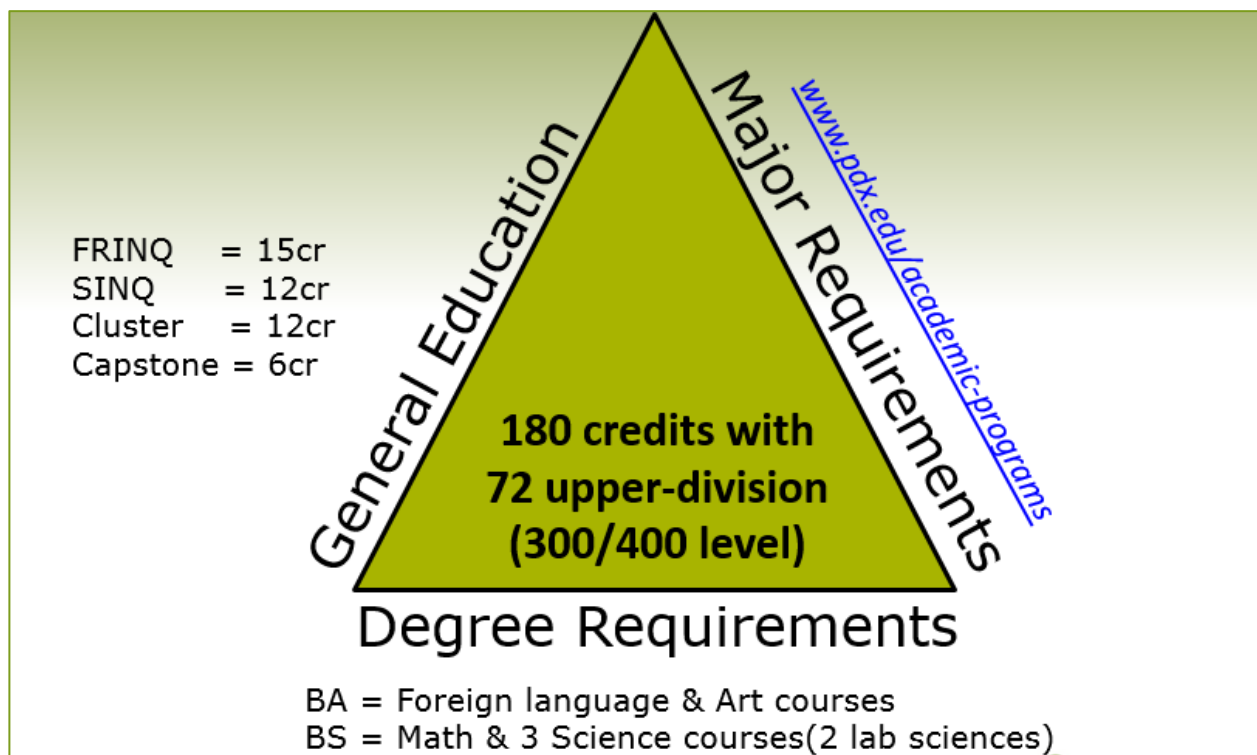 General Education
Major Requirements
www.pdx.edu/academic-programs
FRINQ = 15cr
SINQ = 12cr
Cluster = 12cr
Capstone = 6cr
180 credits with
72 upper-division
(300/400 level)
Degree Requirements
BA = Foreign language & Art courses
BS = Math & 3 Science courses(2 lab sciences)